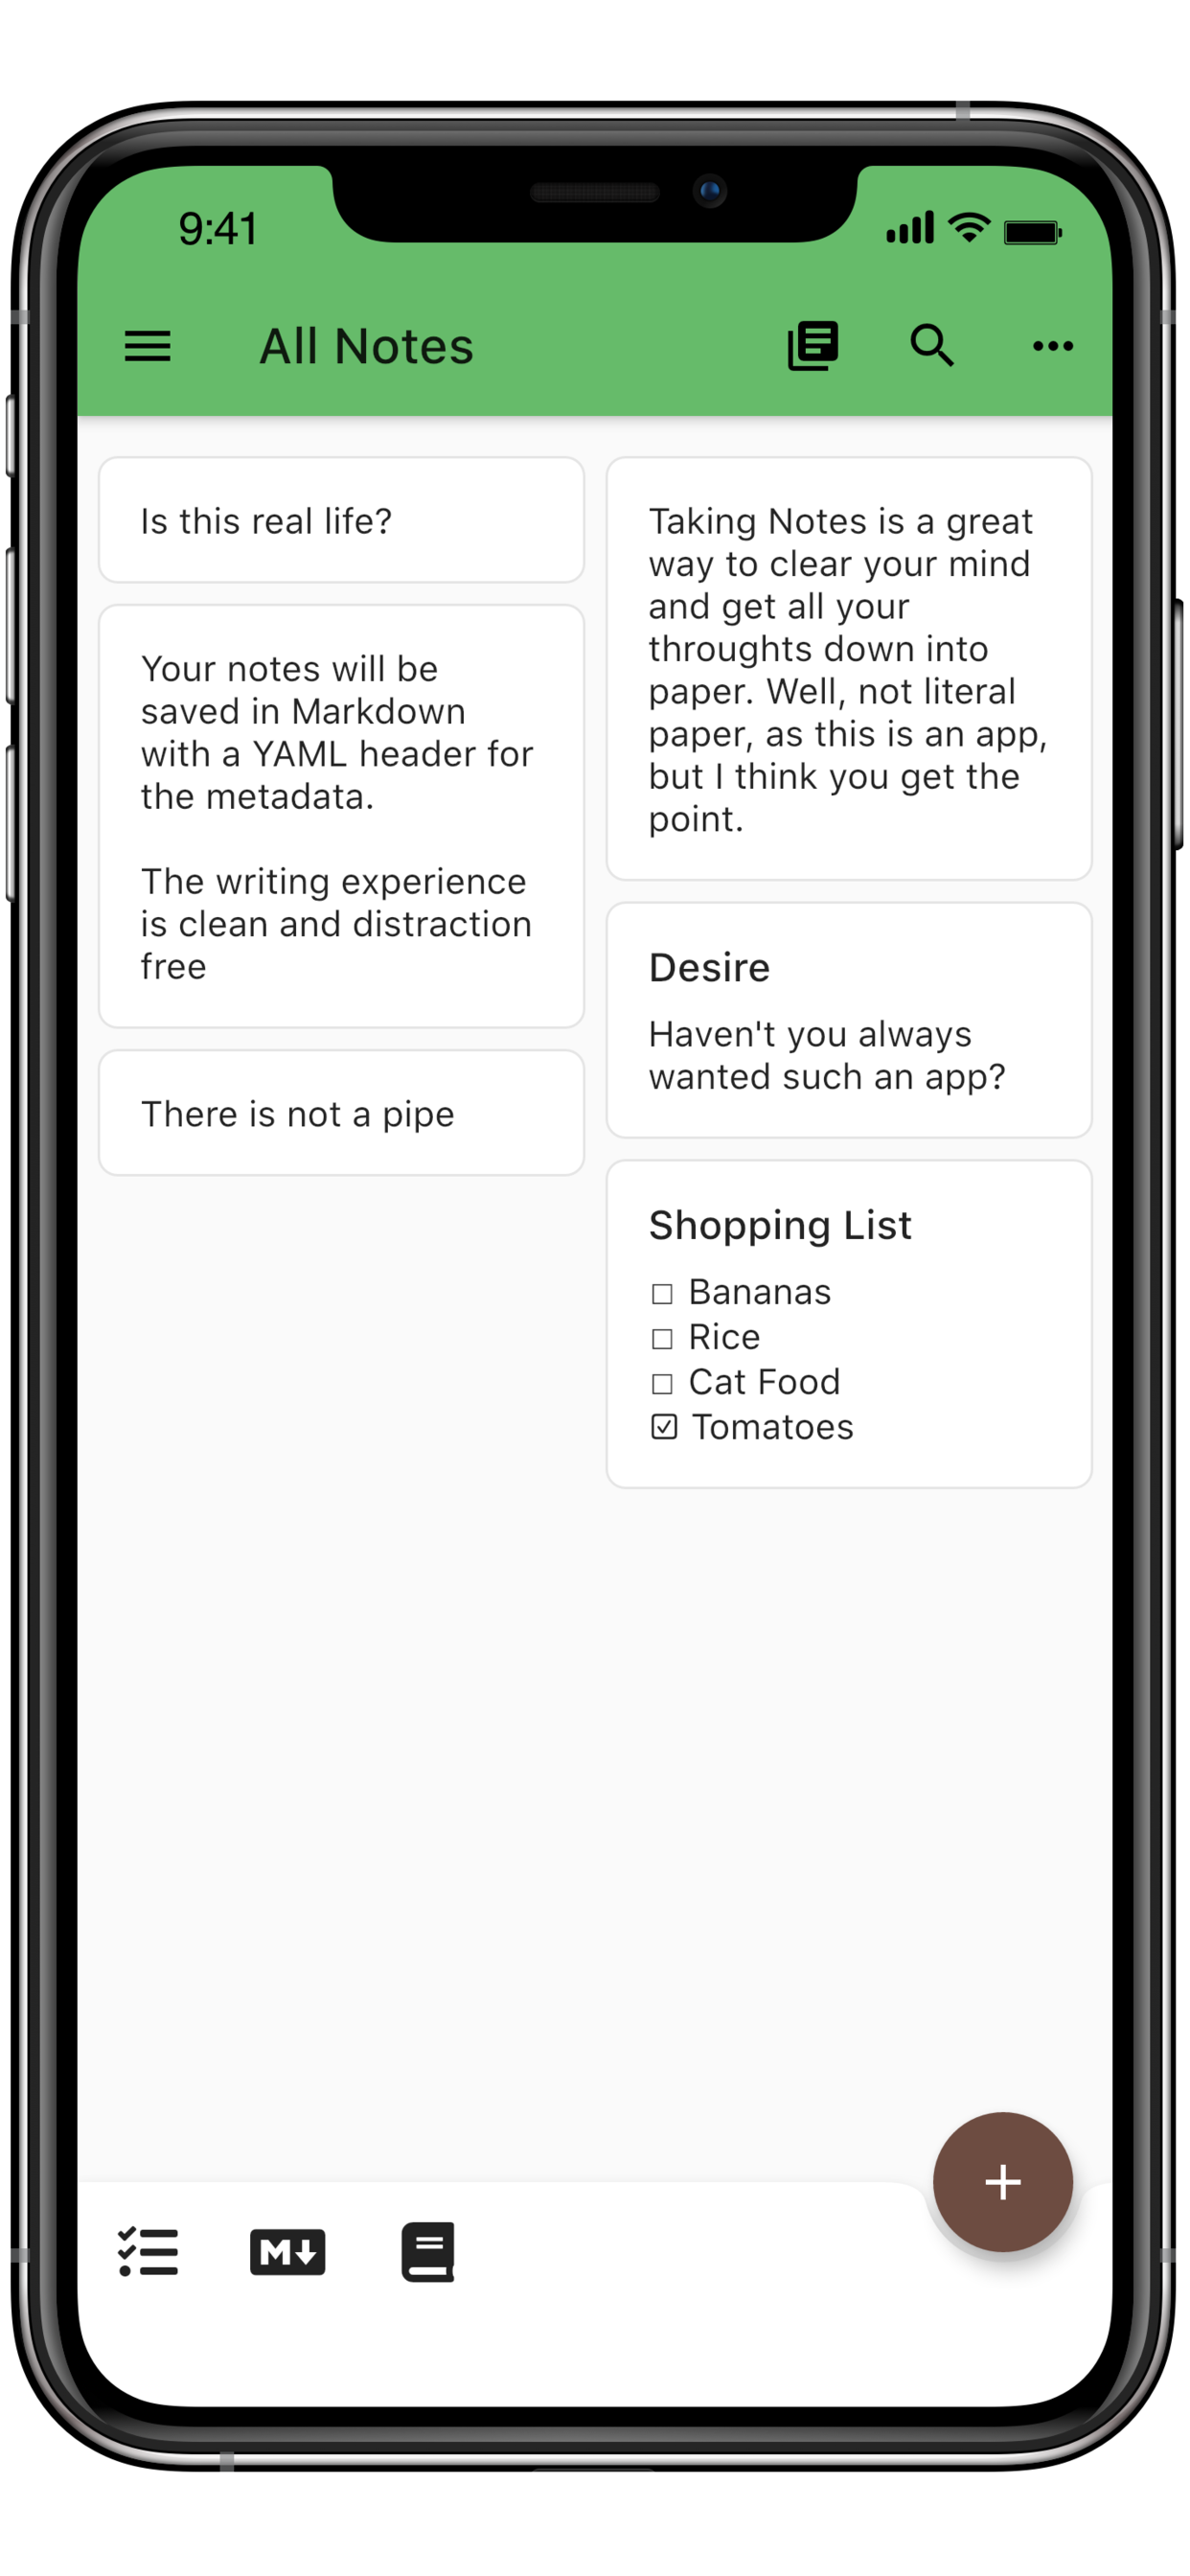 9:41
All Notes
Is this real life?
Your notes will be
saved in Markdown
with a YAML header for
the metadata.
The writing experience
is clean and distraction
free
There is not a pipe
Taking Notes is a great
way to clear your mind
and get all your
throughts down into
paper. Well, not literal
paper, as this is an app,
but I think you get the
point.
Desire
Haven't you always
wanted such an app?
Shopping List
☐ Bananas
☐ Rice
☐ Cat Food
☑ Tomatoes
M